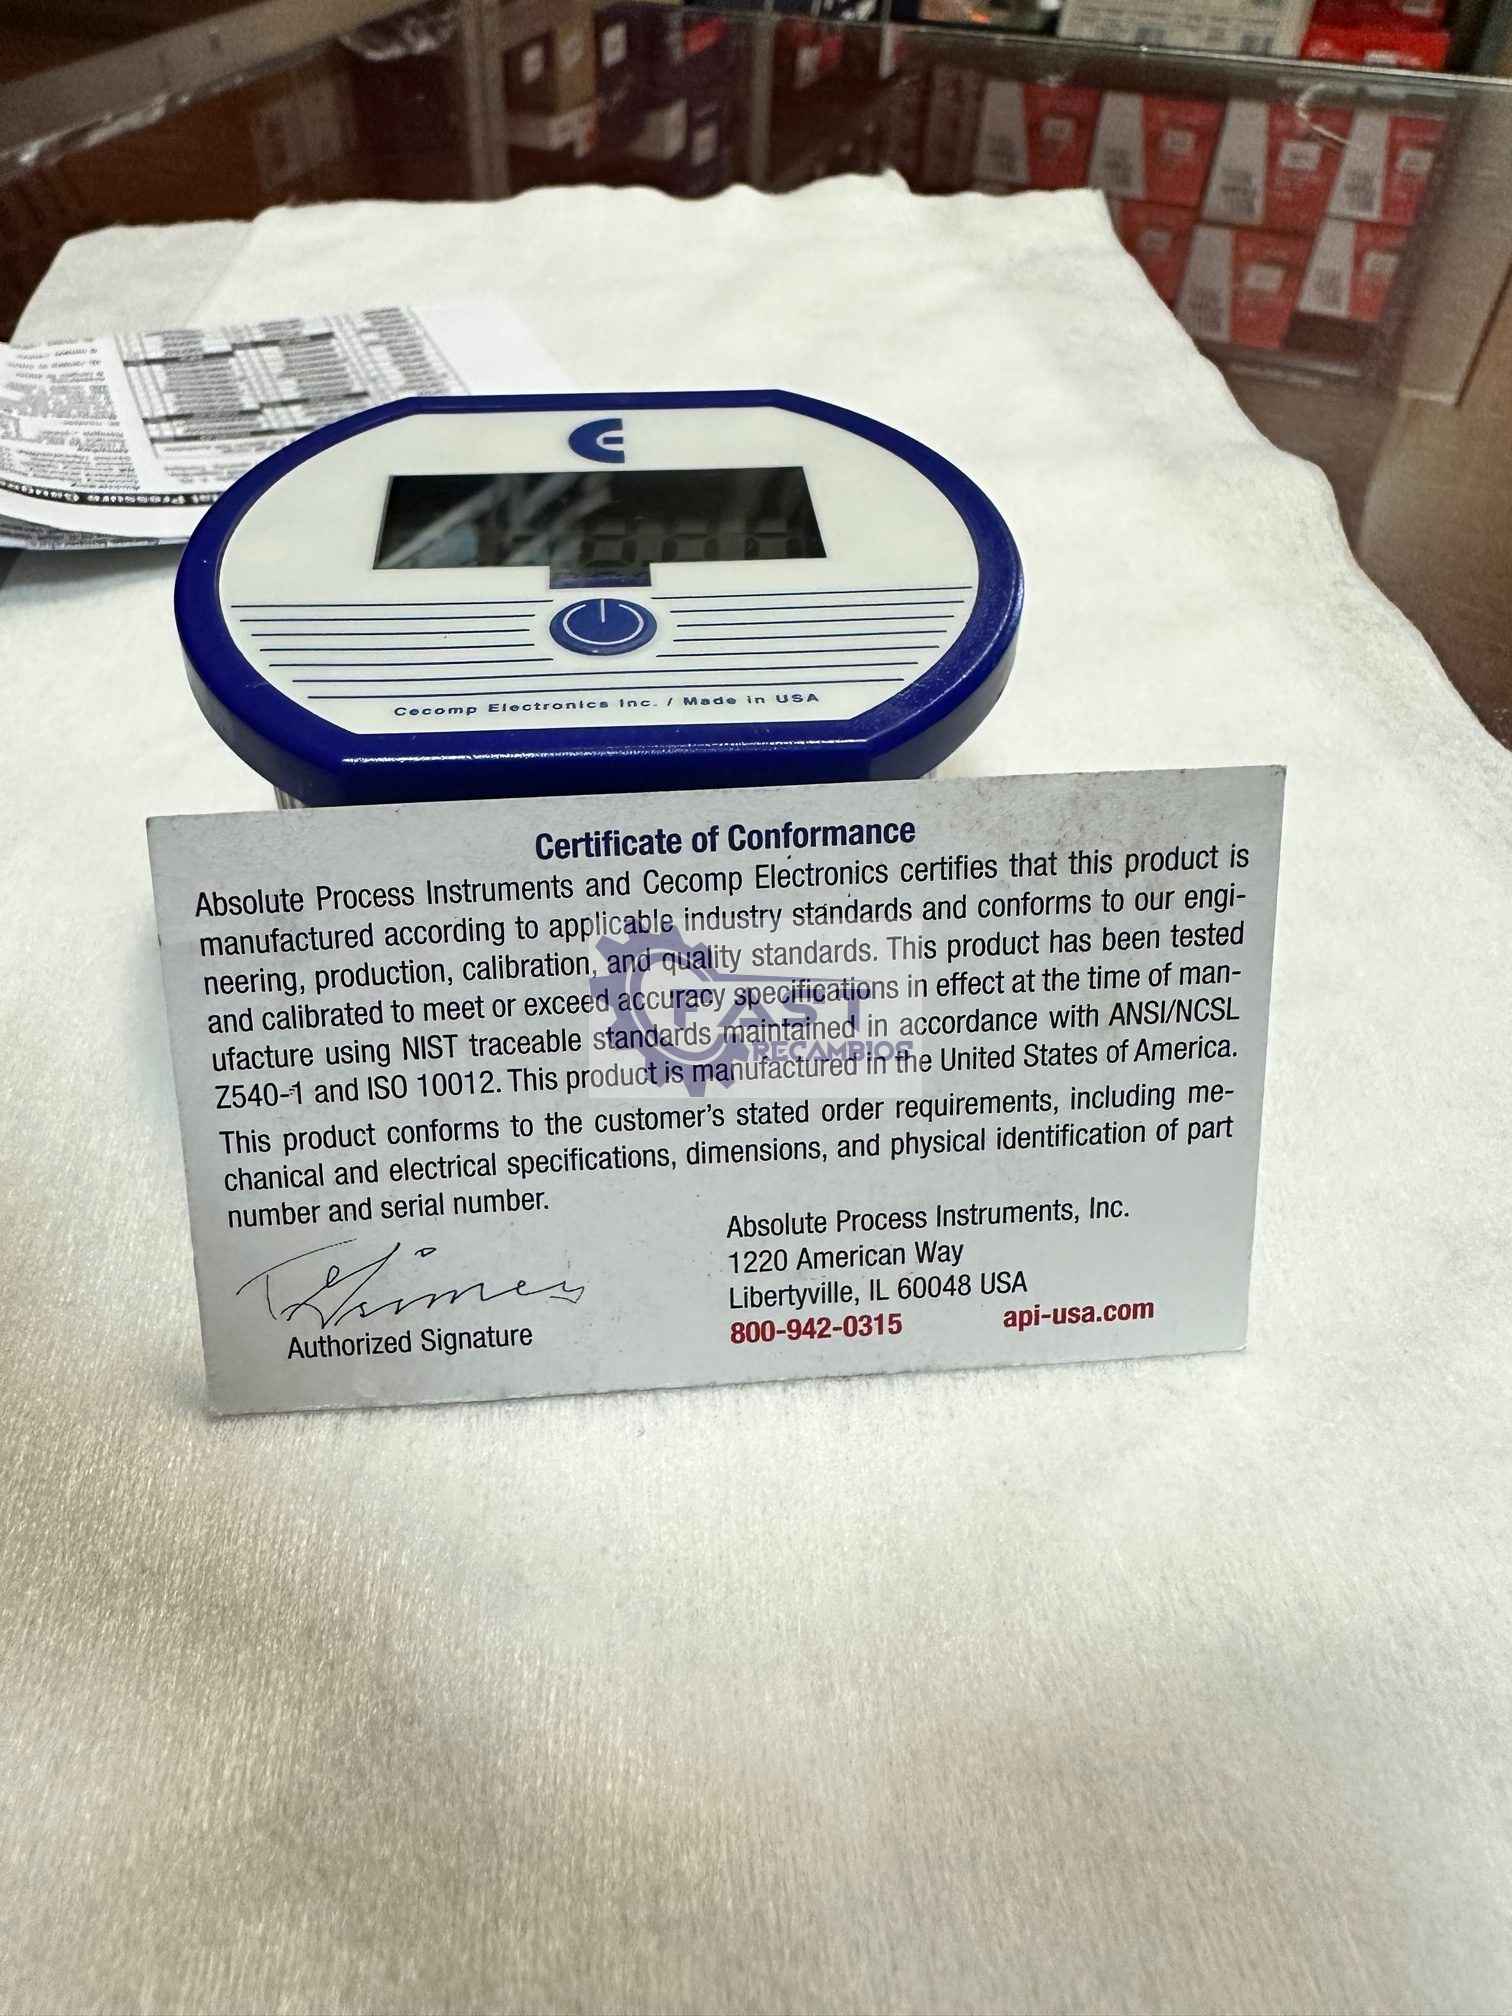 Cecomp Electronics Inc. / Made in USA
Certificate of Conformance
Absolute Process Instruments and Cecomp Electronics certifies that this product is
manufactured according to applicable industry standards and conforms to our engi-
neering, production, calibration, and quality standards. This product has been tested
and calibrated to meet or exceed accuracy specifications in effect at the time of man-
ufacture using NIST traceable standards maintained in accordance with ANSI/NCSL
Z540-1 and ISO 10012. This product is manufactured in the United States of America.
This product conforms to the customer's stated order requirements, including me-
chanical and electrical specifications, dimensions, and physical identification of part
number and serial number.
Authorized Signature
Absolute Process Instruments, Inc.
1220 American Way
Libertyville, IL 60048 USA
800-942-0315 api-usa.com
FAST
RECAMBIOS